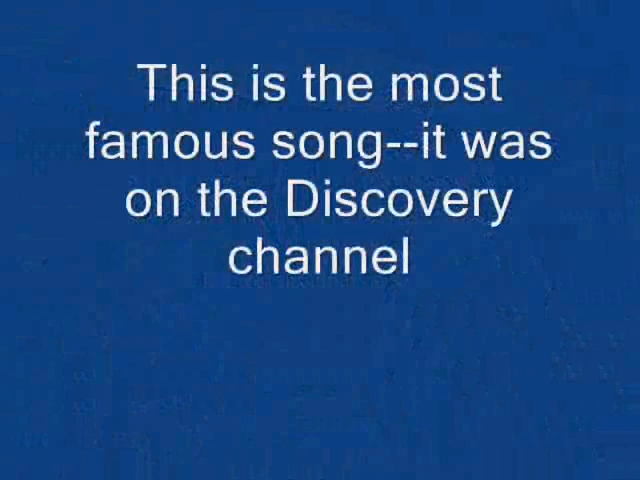 This is the most
famous song--it was
on the Discovery
channel